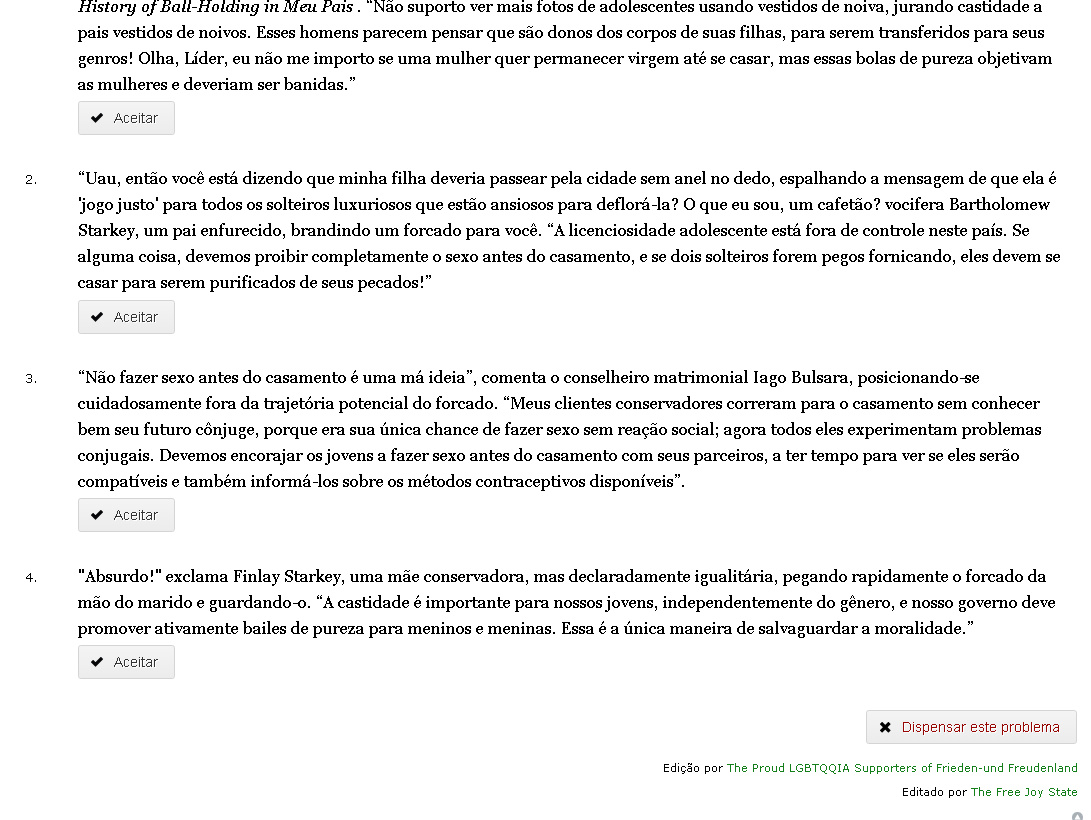 History of Ball-Holding in Meu Pais . “Não suporto ver mais fotos de adolescentes usando vestidos de noiva, jurando castidade a
pais vestidos de noivos. Esses homens parecem pensar que são donos dos corpos de suas filhas, para serem transferidos para seus
genros! Olha, Líder, eu não me importo se uma mulher quer permanecer virgem até se casar, mas essas bolas de pureza objetivam
as mulheres e deveriam ser banidas.”
Aceitar
2. “Uau, então você está dizendo que minha filha deveria passear pela cidade sem anel no dedo, espalhando a mensagem de que ela é
'jogo justo' para todos os solteiros luxuriosos que estão ansiosos para deflorá-la? O que eu sou, um cafetão? vocifera Bartholomew
Starkey, um pai enfurecido, brandindo um forcado para você. “A licenciosidade adolescente está fora de controle neste país. Se
alguma coisa, devemos proibir completamente o sexo antes do casamento, e se dois solteiros forem pegos fornicando, eles devem se
casar para serem purificados de seus pecados!”
Aceitar
3. “Não fazer sexo antes do casamento é uma má ideia”, comenta o conselheiro matrimonial Iago Bulsara, posicionando-se
cuidadosamente fora da trajetória potencial do forcado. “Meus clientes conservadores correram para o casamento sem conhecer
bem seu futuro cônjuge, porque era sua única chance de fazer sexo sem reação social; agora todos eles experimentam problemas
conjugais. Devemos encorajar os jovens a fazer sexo antes do casamento com seus parceiros, a ter tempo para ver se eles serão
compatíveis e também informá-los sobre os métodos contraceptivos disponíveis”.
Aceitar
4. "Absurdo!" exclama Finlay Starkey, uma mãe conservadora, mas declaradamente igualitária, pegando rapidamente o forcado da
mão do marido e guardando-o. “A castidade é importante para nossos jovens, independentemente do gênero, e nosso governo deve
promover ativamente bailes de pureza para meninos e meninas. Essa é a única maneira de salvaguardar a moralidade.”
Aceitar
Dispensar este problema
Edição por The Proud LGBTQQIA Supporters of Frieden-und Freudenland
Editado por The Free Joy State